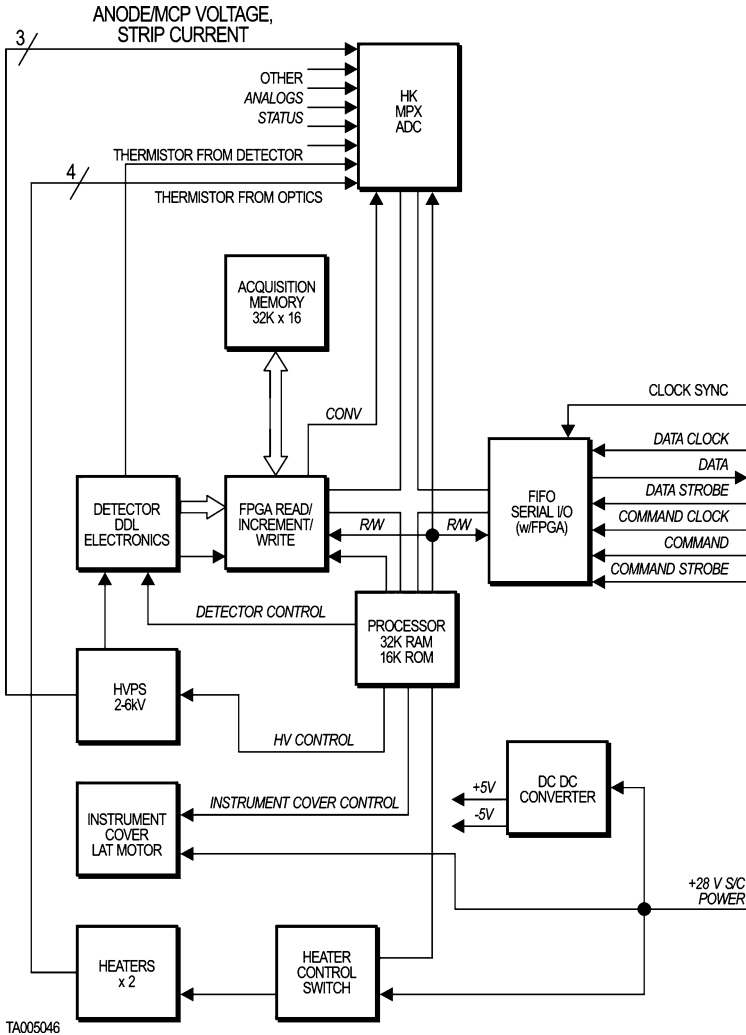 ANODE/MCP VOLTAGE,
STRIP CURRENT
3
OTHER
ANALOGS
STATUS
HK
MPX
ADC
THERMISTOR FROM DETECTOR
4
THERMISTOR FROM OPTICS
ACQUISITION
MEMORY
32K x 16
CONV
CLOCK SYNC
DATA CLOCK
DATA
DATA STROBE
COMMAND CLOCK
COMMAND
COMMAND STROBE
DETECTOR
DDL
ELECTRONICS
FPGA READ/
INCREMENT/
WRITE
R/W
R/W
FIFO
SERIAL I/O
(w/FPGA)
DETECTOR CONTROL
PROCESSOR
32K RAM
16K ROM
HVPS
2-6kV
HV CONTROL
INSTRUMENT COVER CONTROL
INSTRUMENT
COVER
LAT MOTOR
+5V
-5V
DC DC
CONVERTER
+28 V S/C
POWER
HEATERS
x 2
HEATER
CONTROL
SWITCH
TA005046